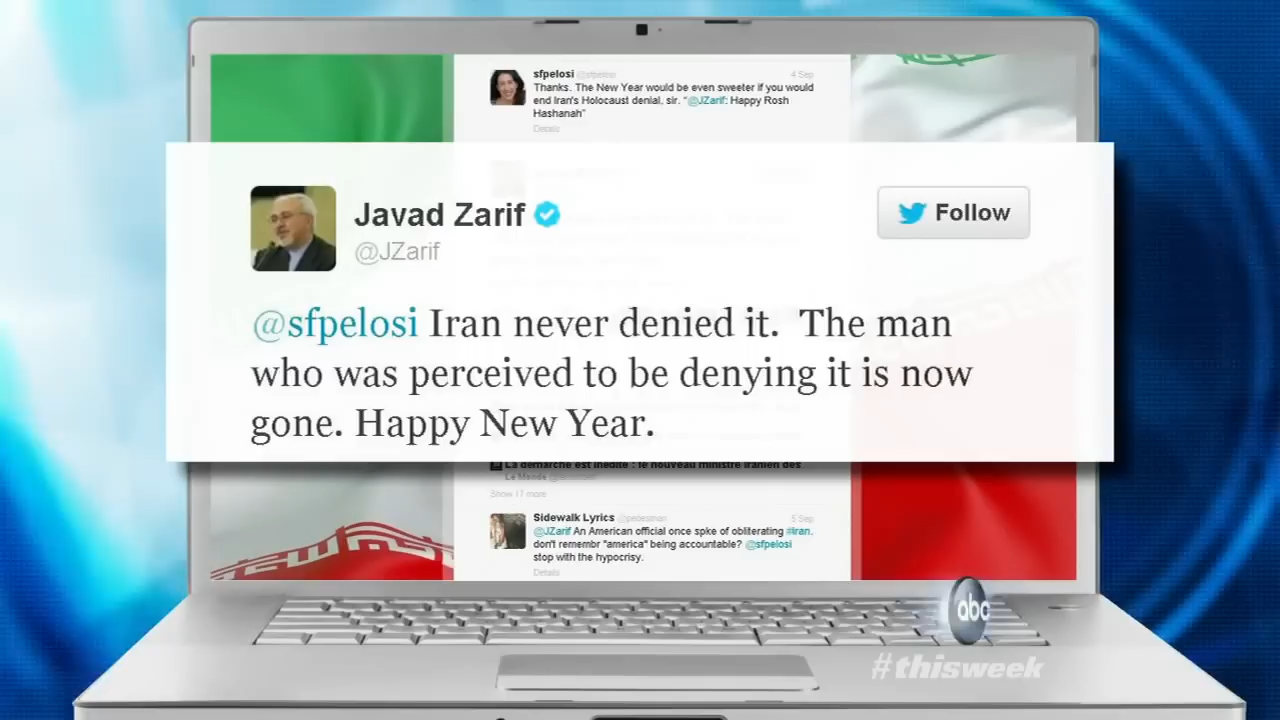 sfpelosi @sfpelosi 4 Sep
Thanks. The New Year would be even sweeter if you would
end Iran's Holocaust denial, sir. "@JZarif: Happy Rosh
Hashanah"
Details
Javad Zarif
@JZarif
Follow
@sfpelosi Iran never denied it. The man
who was perceived to be denying it is now
gone. Happy New Year.
La démarche est inédite : le nouveau ministre iranien des
Le Monde
Show 17 more
Sidewalk Lyrics 5 Sep
@JZarif An American official once spke of obliterating #Iran.
don't remembr "america" being accountable? @sfpelosi
stop with the hypocrisy.
Details
abc
#thisweek